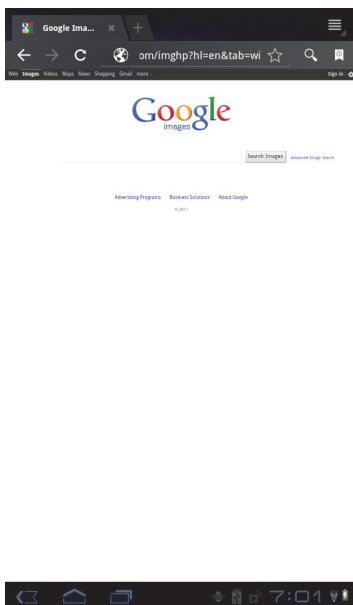 Google Ima...
om/imghp?hl=en&tab=wi
Web Images Videos Maps News Shopping Gmail more Sign in
Google
images
Search Images Advanced Image Search
Advertising Programs Business Solutions About Google
© 2011
7:01